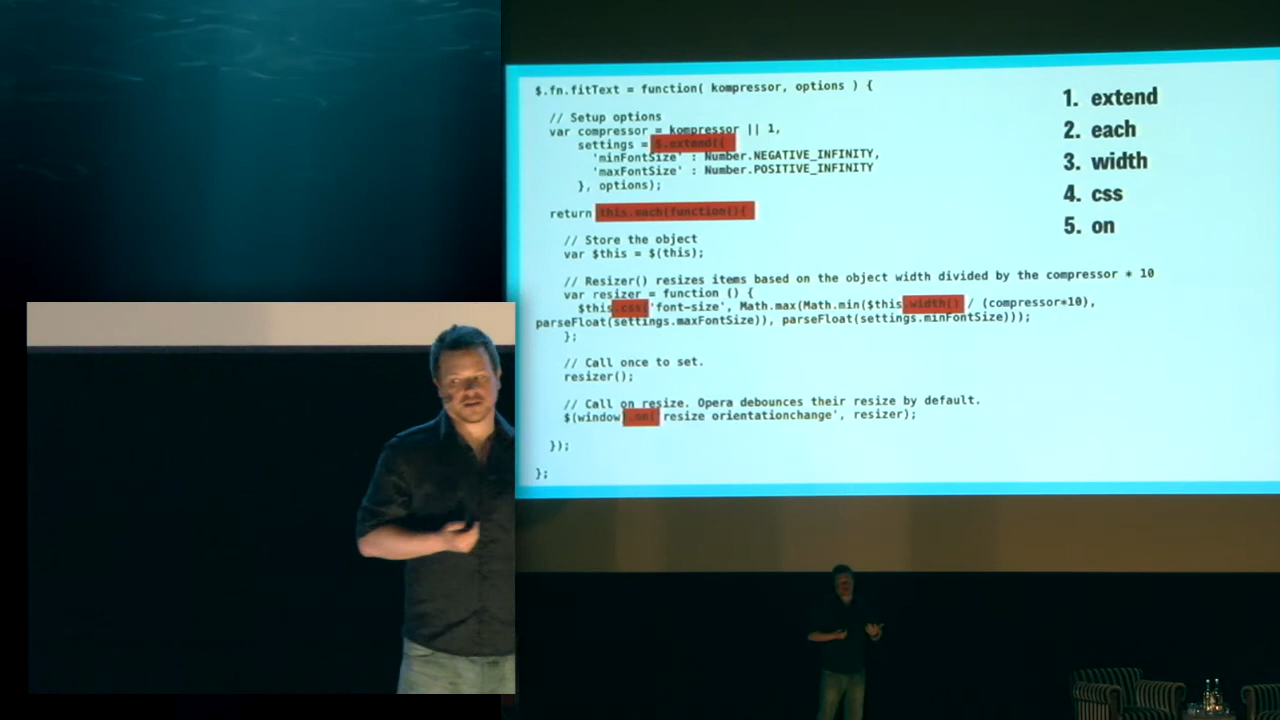 $.fn.fitText = function( kompressor, options ) {
// Setup options
var compressor = kompressor || 1,
settings = $.extend({
'minFontSize' : Number.NEGATIVE_INFINITY,
'maxFontSize' : Number.POSITIVE_INFINITY
}, options);
return this.each(function(){
// Store the object
var $this = $(this);
// Resizer() resizes items based on the object width divided by the compressor * 10
var resizer = function () {
$this.css('font-size', Math.max(Math.min($this.width() / (compressor*10),
parseFloat(settings.maxFontSize)), parseFloat(settings.minFontSize)));
};
// Call once to set.
resizer();
// Call on resize. Opera debounces their resize by default.
$(window).on('resize orientationchange', resizer);
});
};
1. extend
2. each
3. width
4. css
5. on